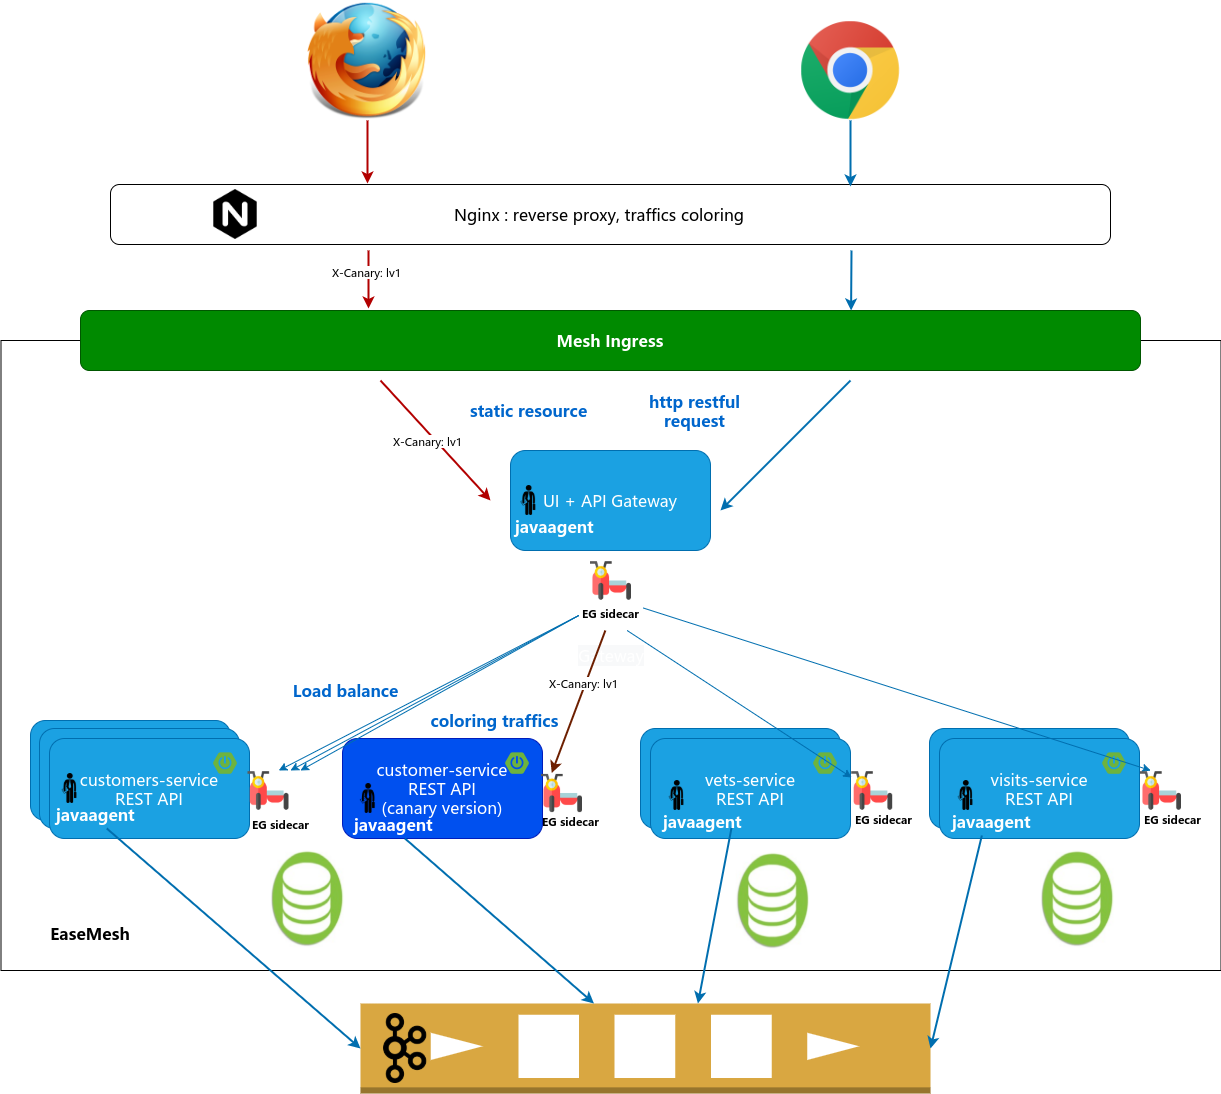 Nginx : reverse proxy, traffics coloring
X-Canary: lv1
Mesh Ingress
static resource
http restful
request
X-Canary: lv1
UI + API Gateway
javaagent
EG sidecar
X-Canary: lv1
Load balance
coloring traffics
customers-service
REST API
javaagent
EG sidecar
customer-service
REST API
(canary version)
javaagent
EG sidecar
vets-service
REST API
javaagent
EG sidecar
visits-service
REST API
javaagent
EG sidecar
EaseMesh